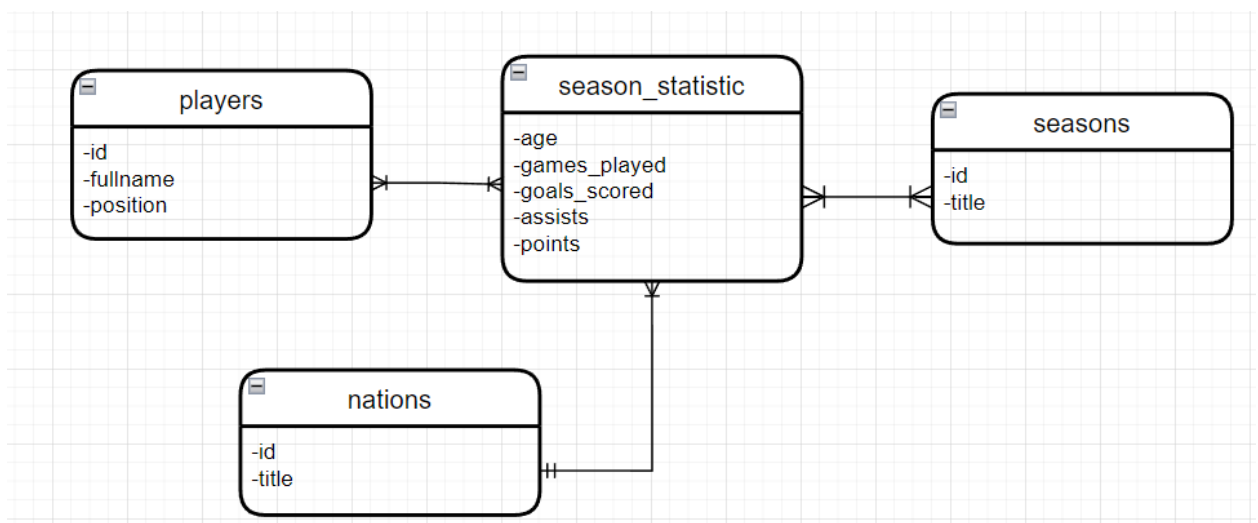 players
-id
-fullname
-position
season_statistic
-age
-games_played
-goals_scored
-assists
-points
seasons
-id
-title
nations
-id
-title